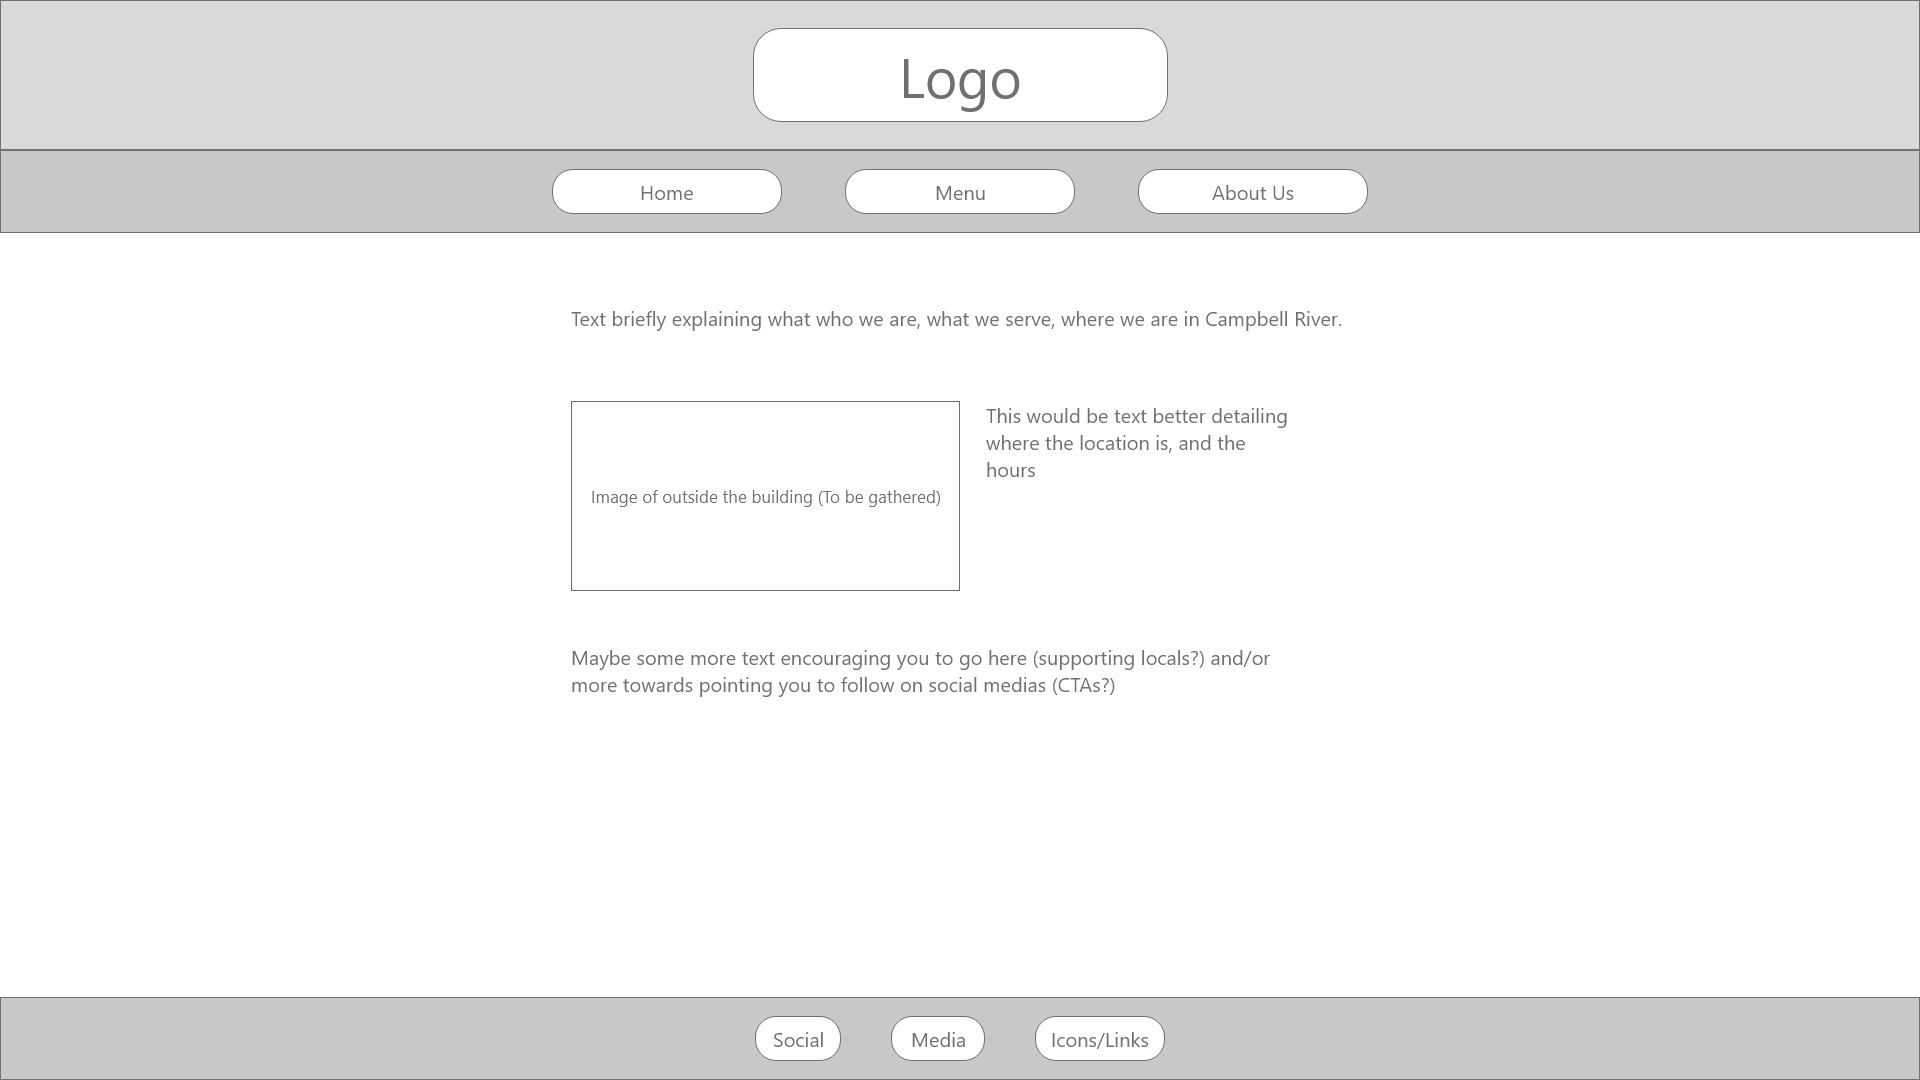 Logo
Home
Menu
About Us
Text briefly explaining what who we are, what we serve, where we are in Campbell River.
Image of outside the building (To be gathered)
This would be text better detailing
where the location is, and the
hours
Maybe some more text encouraging you to go here (supporting locals?) and/or
more towards pointing you to follow on social medias (CTAs?)
Social
Media
Icons/Links